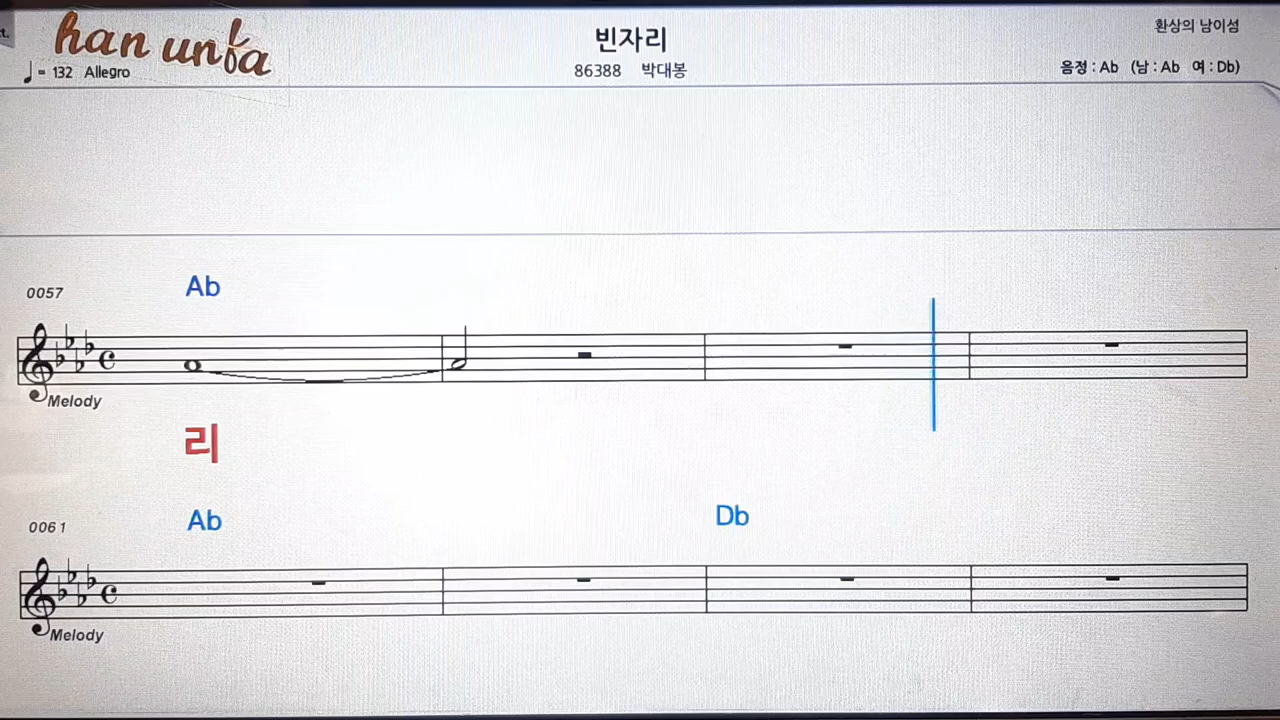 t.
han unba
빈자리
환상의 남이섬
= 132 Allegro
86388 박대봉
음정 : Ab (남 : Ab 여 : Db)
0057
Ab
Melody
리
0061
Ab
Db
Melody